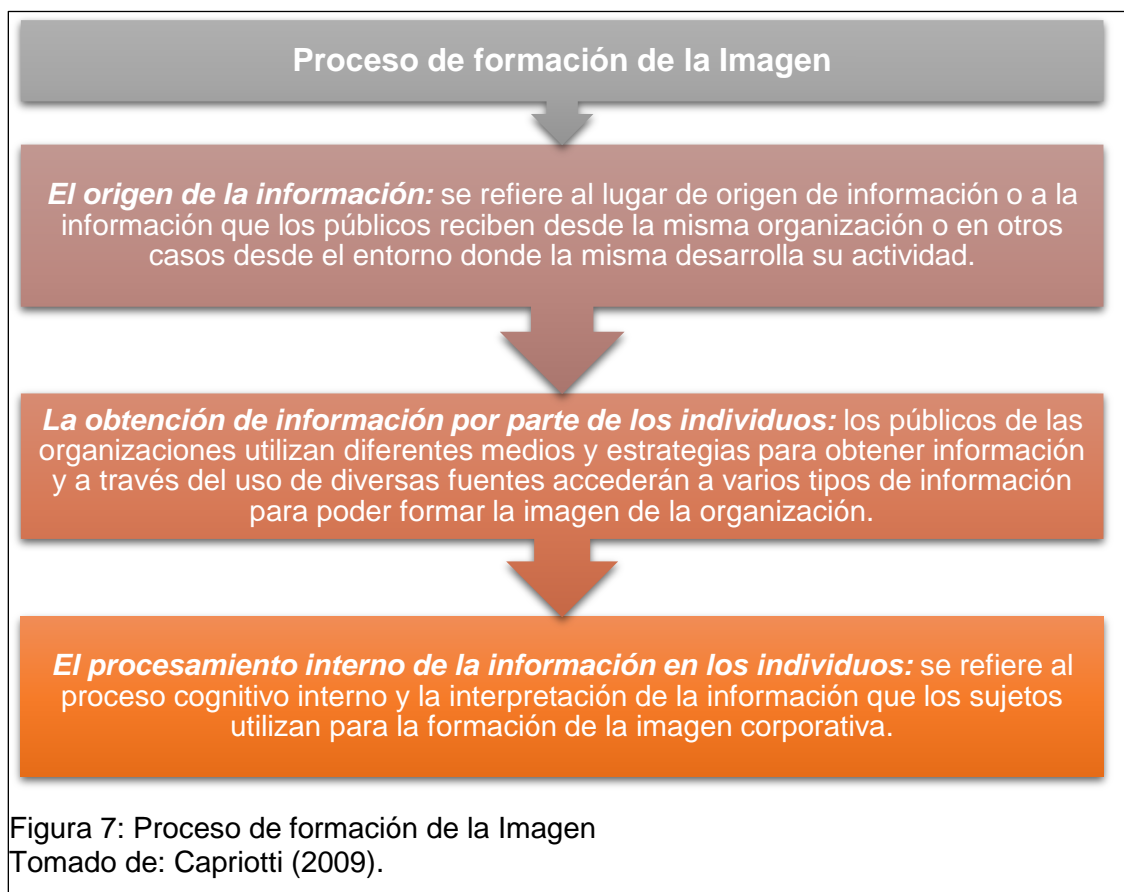 Proceso de formación de la Imagen
El origen de la información: se refiere al lugar de origen de información o a la
información que los públicos reciben desde la misma organización o en otros
casos desde el entorno donde la misma desarrolla su actividad.
La obtención de información por parte de los individuos: los públicos de las
organizaciones utilizan diferentes medios y estrategias para obtener información
y a través del uso de diversas fuentes accederán a varios tipos de información
para poder formar la imagen de la organización.
El procesamiento interno de la información en los individuos: se refiere al
proceso cognitivo interno y la interpretación de la información que los sujetos
utilizan para la formación de la imagen corporativa.
Figura 7: Proceso de formación de la Imagen
Tomado de: Capriotti (2009).